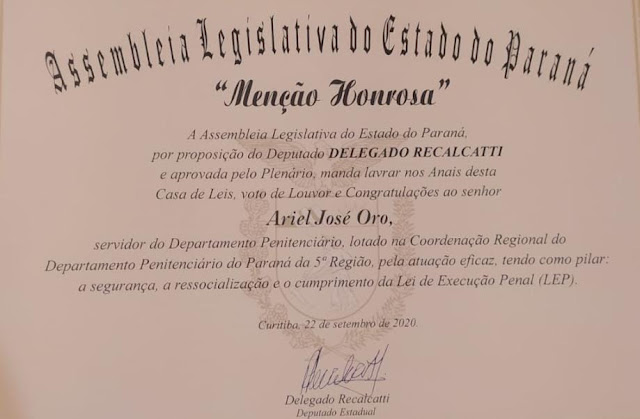 Assembleia Legislativa do Estado do Paraná
“Menção Honrosa”
A Assembleia Legislativa do Estado do Paraná,
por proposição do Deputado DELEGADO RECALCATTI
e aprovada pelo Plenário, manda lavrar nos Anais desta
Casa de Leis, voto de Louvor e Congratulações ao senhor
Ariel José Oro,
servidor do Departamento Penitenciário, lotado na Coordenação Regional do
Departamento Penitenciário do Paraná da 5ª Região, pela atuação eficaz, tendo como pilar:
a segurança, a ressocialização e o cumprimento da Lei de Execução Penal (LEP).
Curitiba, 22 de setembro de 2020.
Delegado Recalcatti
Deputado Estadual